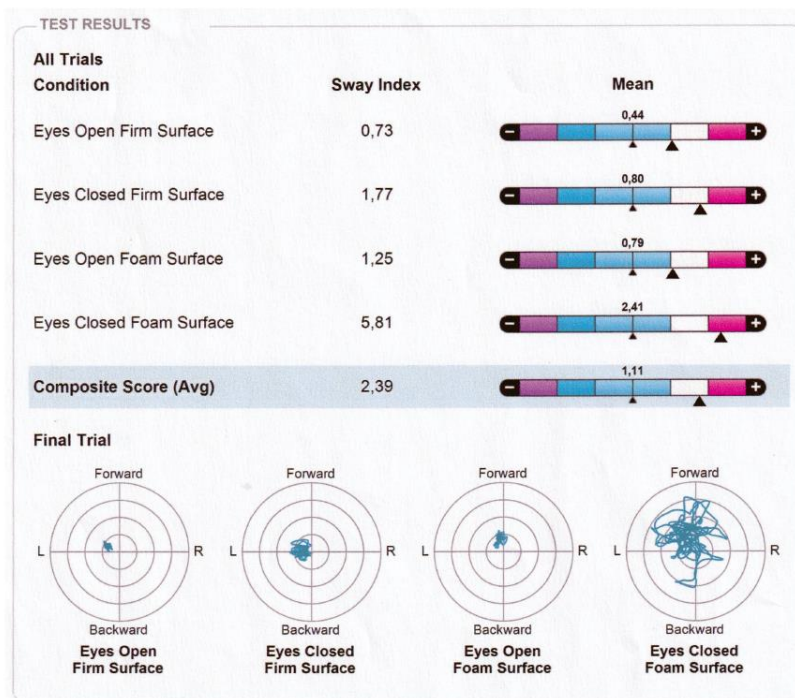 TEST RESULTS
All Trials
Condition Sway Index Mean
Eyes Open Firm Surface 0,73 0,44
Eyes Closed Firm Surface 1,77 0,80
Eyes Open Foam Surface 1,25 0,79
Eyes Closed Foam Surface 5,81 2,41
Composite Score (Avg) 2,39 1,11
Final Trial
Forward Forward Forward Forward
L R L R L R L R
Backward Backward Backward Backward
Eyes Open Eyes Closed Eyes Open Eyes Closed
Firm Surface Firm Surface Foam Surface Foam Surface